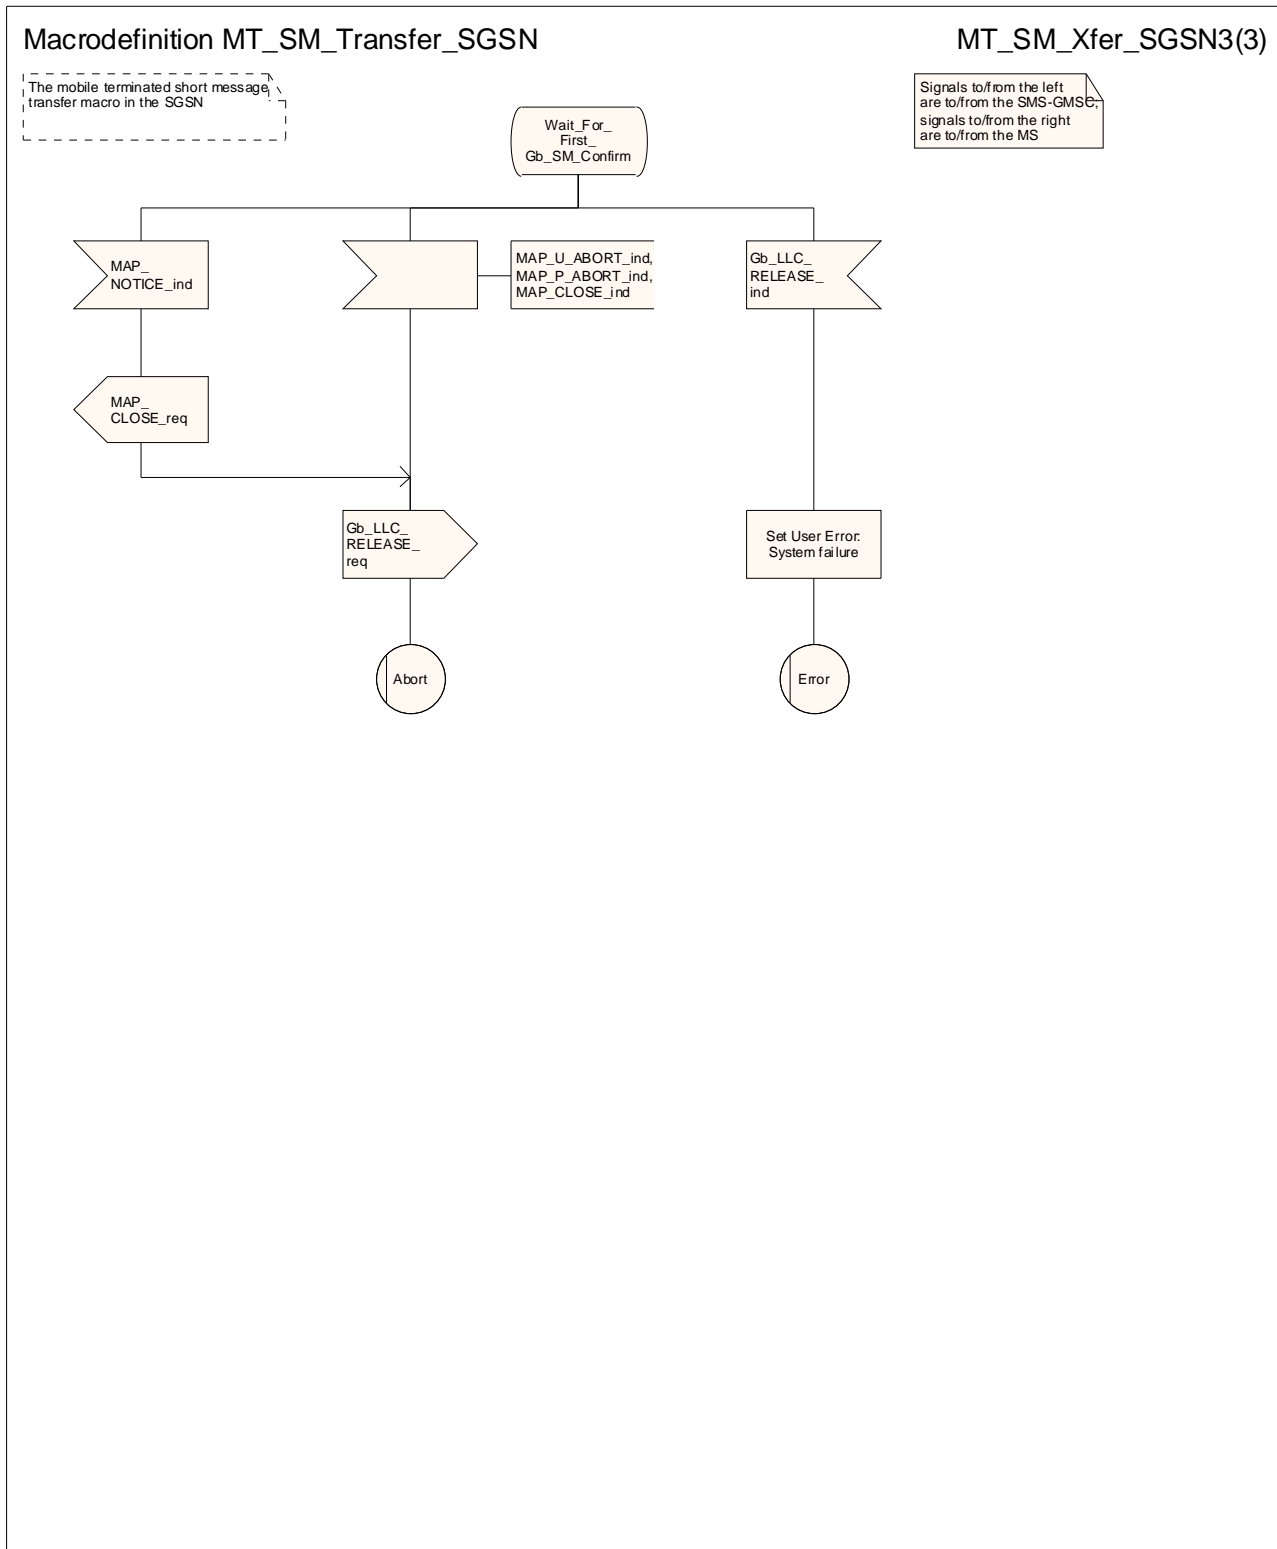 Macrodefinition MT_SM_Transfer_SGSN
MT_SM_Xfer_SGSN3(3)
The mobile terminated short message
transfer macro in the SGSN
Signals to/from the left
are to/from the SMS-GMSC;
signals to/from the right
are to/from the MS
Wait_For_
First_
Gb_SM_Confirm
MAP_
NOTICE_ind
MAP_U_ABORT_ind,
MAP_P_ABORT_ind,
MAP_CLOSE_ind
Gb_LLC_
RELEASE_
ind
MAP_
CLOSE_req
Gb_LLC_
RELEASE_
req
Set User Error:
System failure
Abort
Error